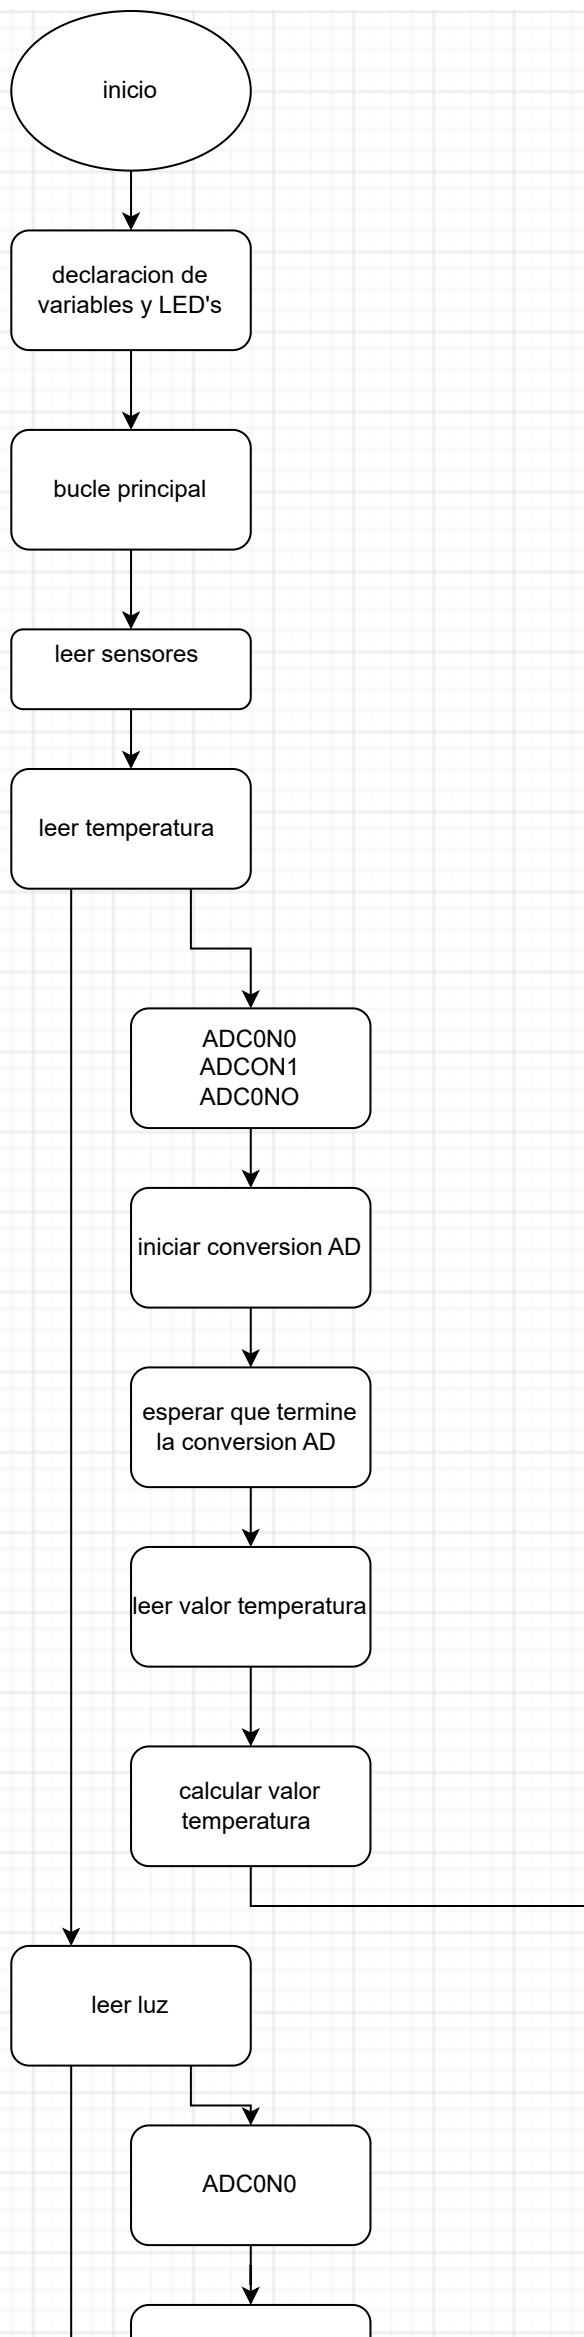 inicio
declaracion de
variables y LED's
bucle principal
leer sensores
leer temperatura
ADC0N0
ADCON1
ADC0NO
iniciar conversion AD
esperar que termine
la conversion AD
leer valor temperatura
calcular valor
temperatura
leer luz
ADC0N0